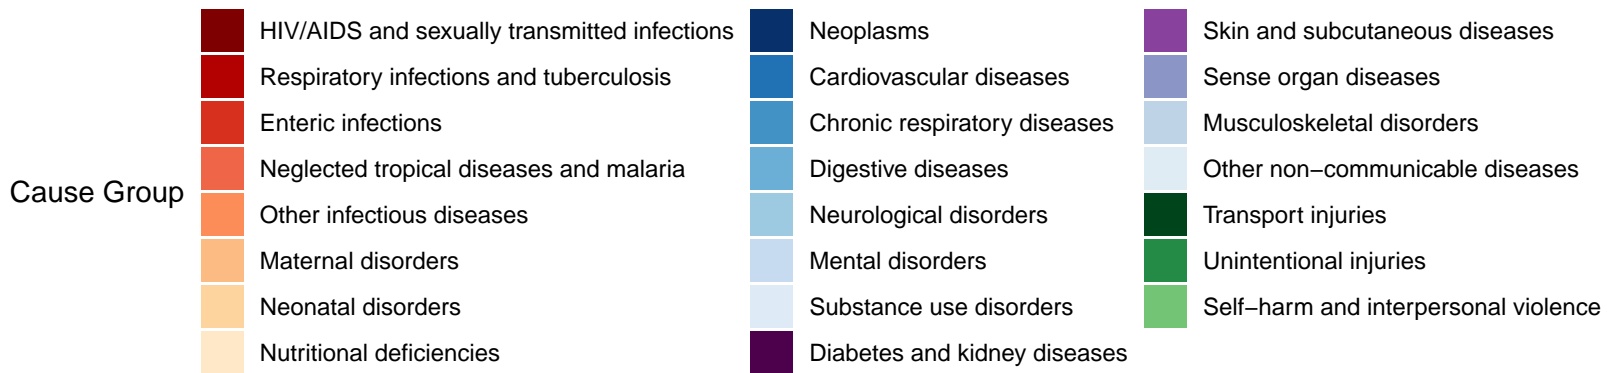 Cause Group
HIV/AIDS and sexually transmitted infections
Respiratory infections and tuberculosis
Enteric infections
Neglected tropical diseases and malaria
Other infectious diseases
Maternal disorders
Neonatal disorders
Nutritional deficiencies
Neoplasms
Cardiovascular diseases
Chronic respiratory diseases
Digestive diseases
Neurological disorders
Mental disorders
Substance use disorders
Diabetes and kidney diseases
Skin and subcutaneous diseases
Sense organ diseases
Musculoskeletal disorders
Other non−communicable diseases
Transport injuries
Unintentional injuries
Self−harm and interpersonal violence